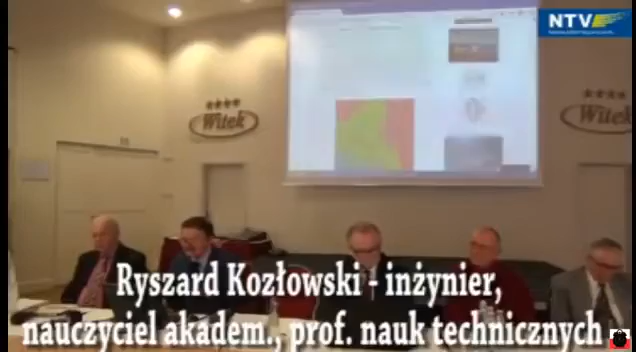 NTV
★★★★
Witek
★★★★
Witek
Ryszard Kozłowski - inżynier,
nauczyciel akadem., prof. nauk technicznych